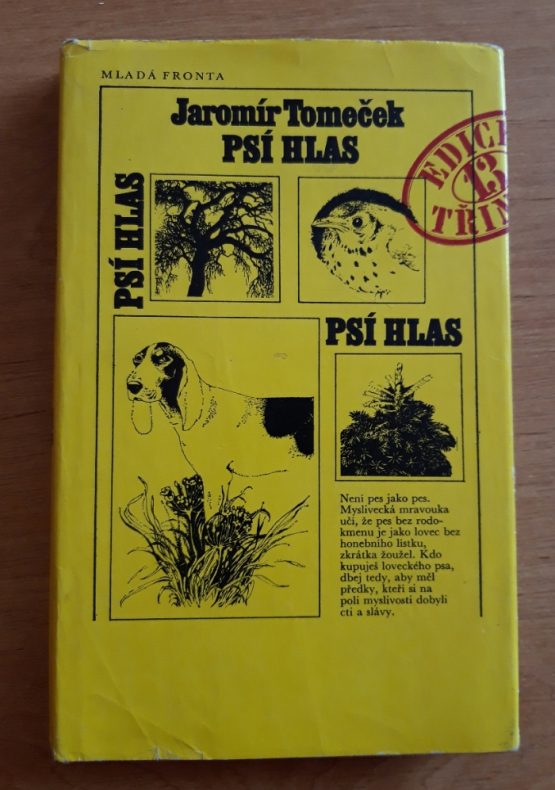 MLADÁ FRONTA
Jaromír Tomeček
PSÍ HLAS
EDICE
13
TŘIN
PSÍ HLAS
PSÍ HLAS
Není pes jako pes.
Myslivecká mravouka
učí, že pes bez rodo-
kmenu je jako lovec bez
honebního lístku,
zkrátka žoužel. Kdo
kupuješ loveckého psa,
dbej tedy, aby měl
předky, kteří si na
poli myslivosti dobyli
cti a slávy.